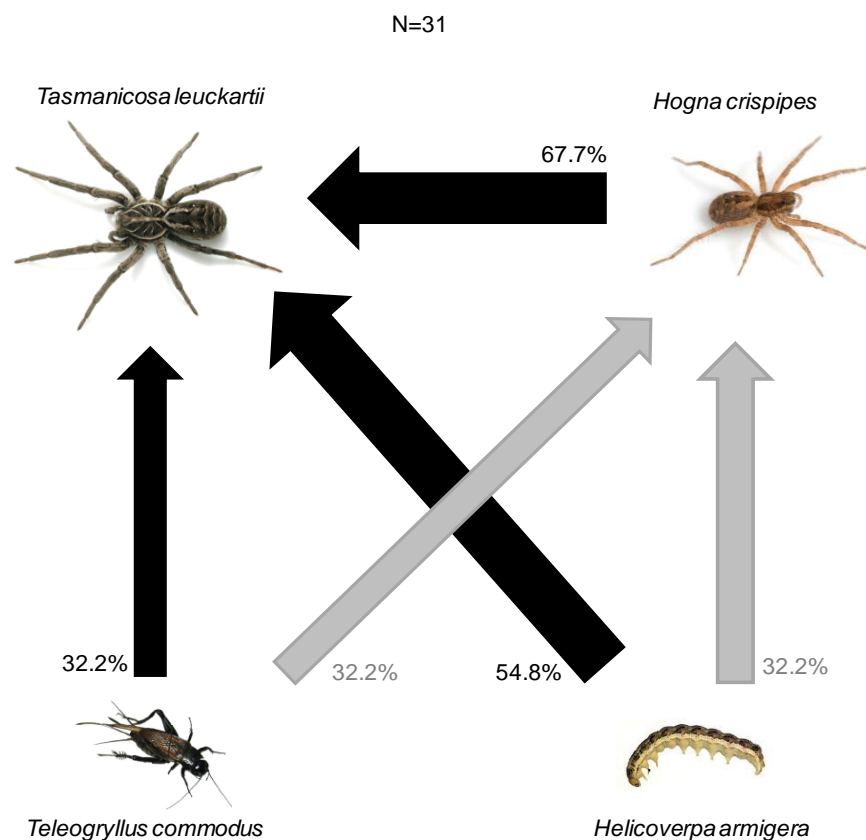 N=31
Tasmanicosa leuckartii
Hogna crispipes
67.7%
32.2%
32.2%
54.8%
32.2%
Teleogryllus commodus
Helicoverpa armigera